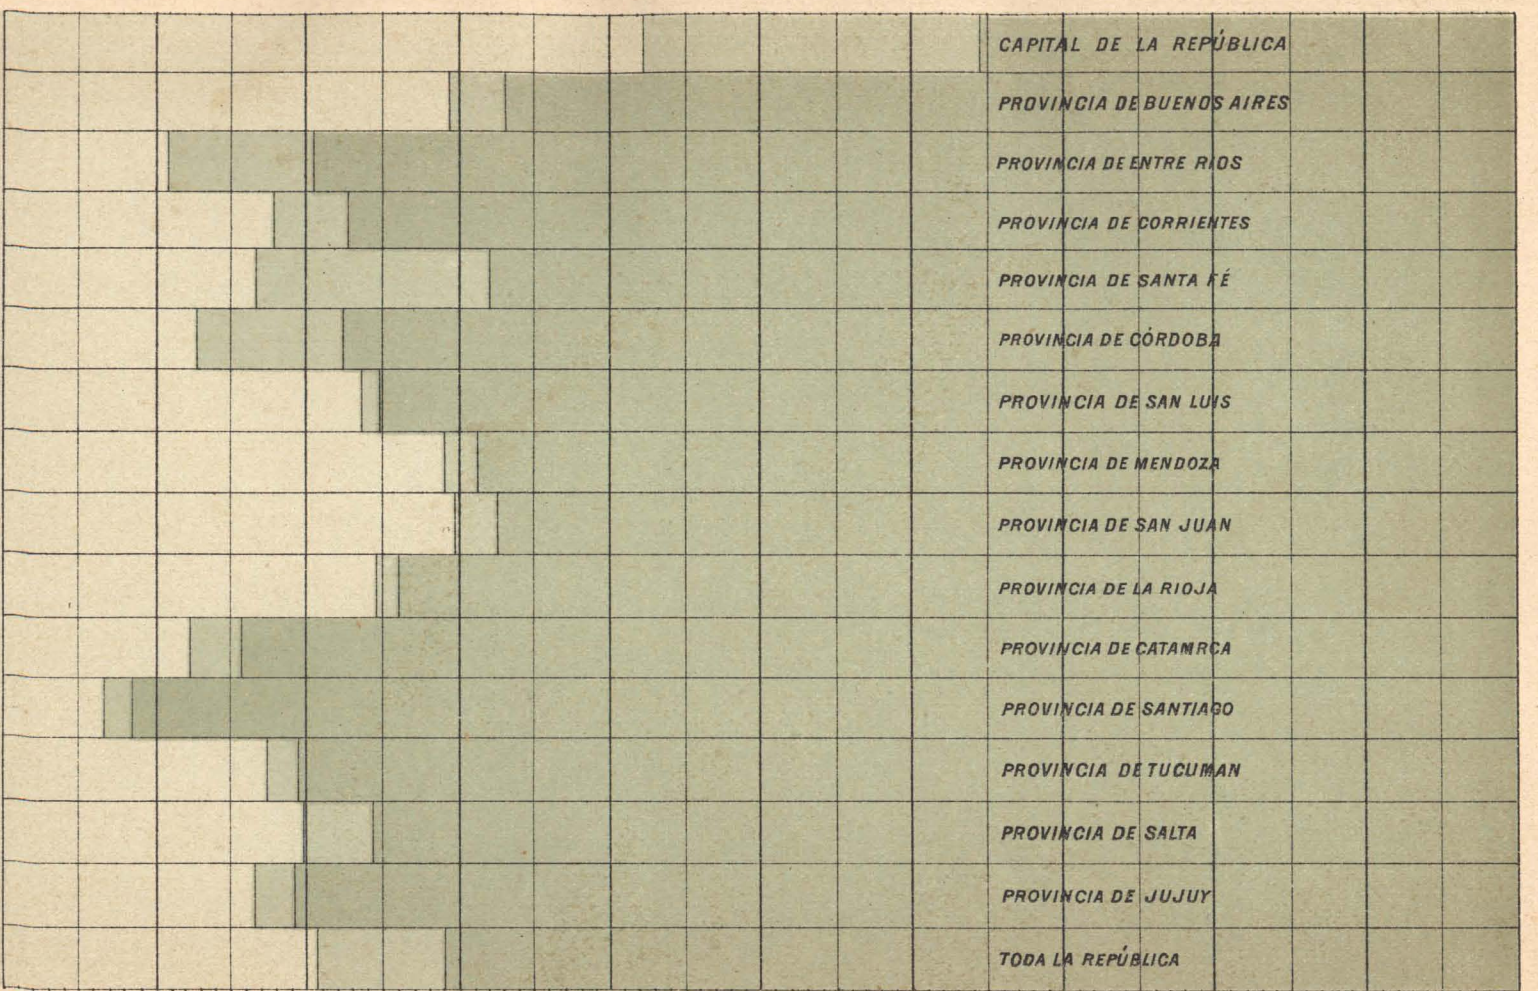 CAPITAL DE LA REPÚBLICA
PROVINCIA DE BUENOS AIRES
PROVINCIA DE ENTRE RIOS
PROVINCIA DE CORRIENTES
PROVINCIA DE SANTA FÉ
PROVINCIA DE CÓRDOBA
PROVINCIA DE SAN LUIS
PROVINCIA DE MENDOZA
PROVINCIA DE SAN JUAN
PROVINCIA DE LA RIOJA
PROVINCIA DE CATAMRCA
PROVINCIA DE SANTIAGO
PROVINCIA DE TUCUMAN
PROVINCIA DE SALTA
PROVINCIA DE JUJUY
TODA LA REPÚBLICA